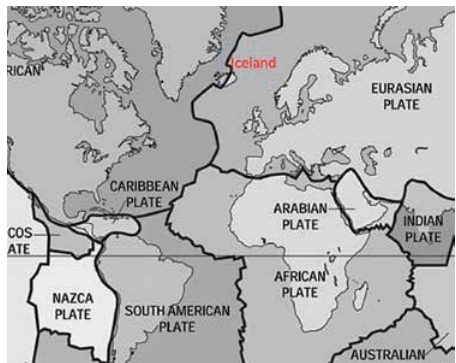 Iceland
RICAN
EURASIAN
PLATE
CARIBBEAN
PLATE
ARABIAN
PLATE
INDIAN
PLATE
COS
ATE
AFRICAN
PLATE
NAZCA
PLATE
SOUTH AMERICAN
PLATE
AUSTRALIAN